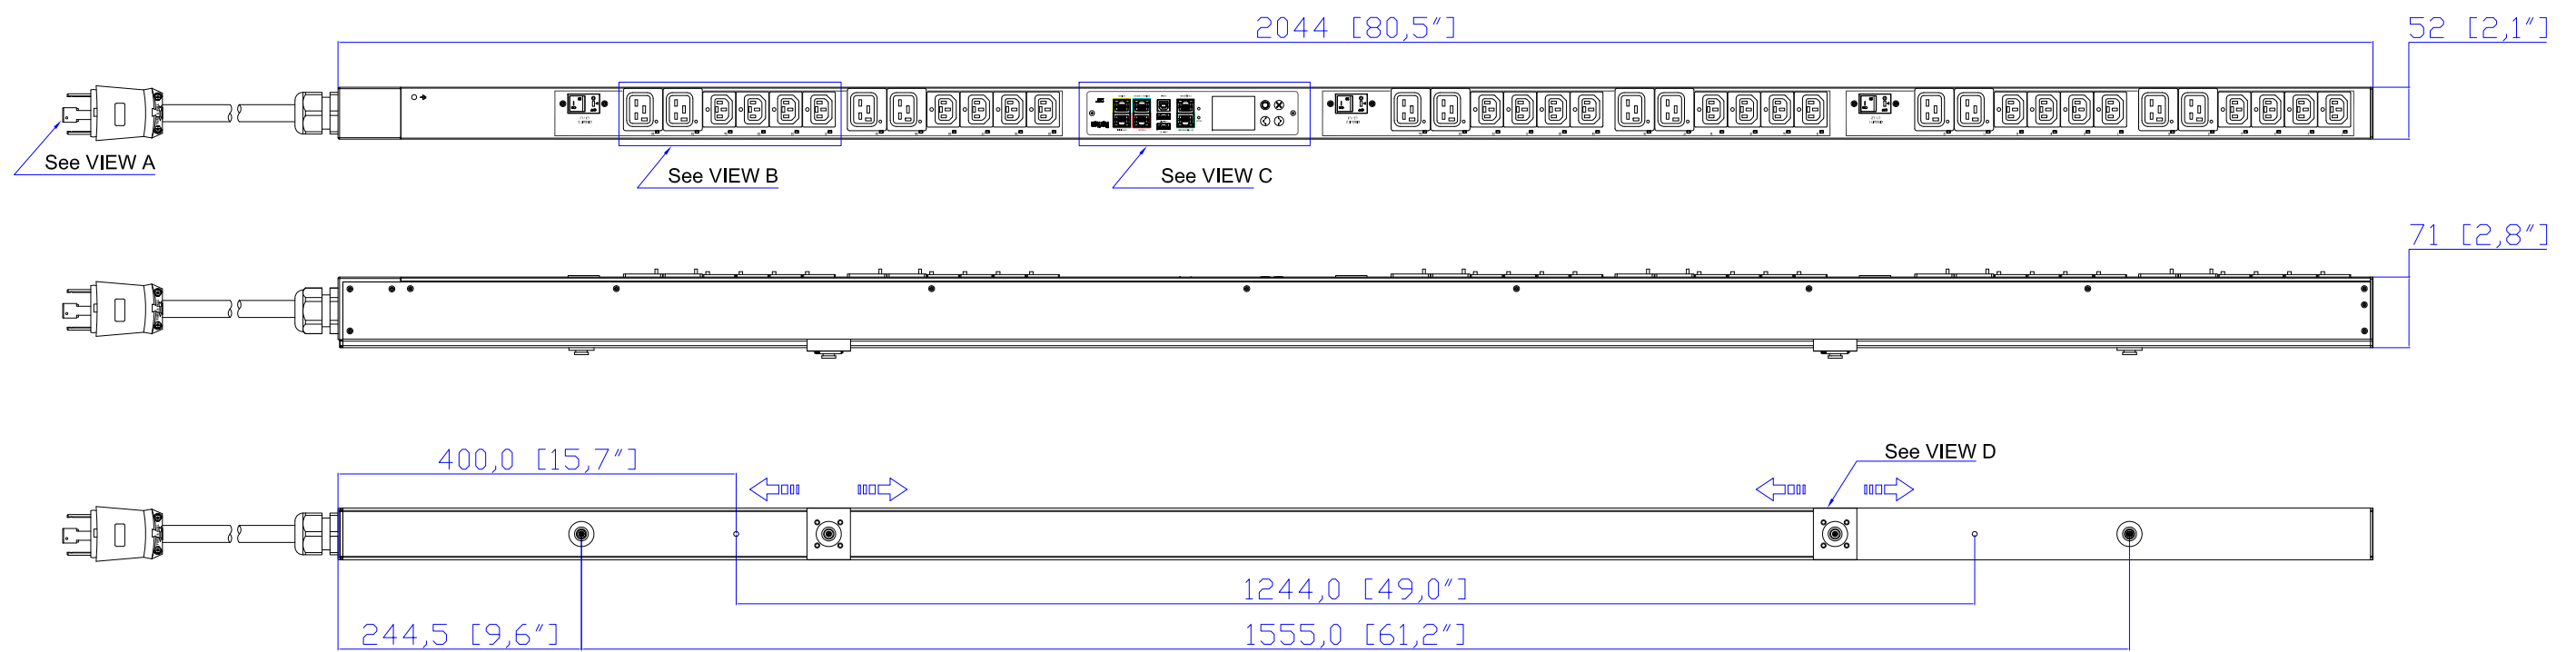 2044 [80,5"]
52 [2,1"]
See VIEW A
See VIEW B
See VIEW C
71 [2,8"]
400,0 [15,7"]
See VIEW D
1244,0 [49,0"]
244,5 [9,6"]
1555,0 [61,2"]